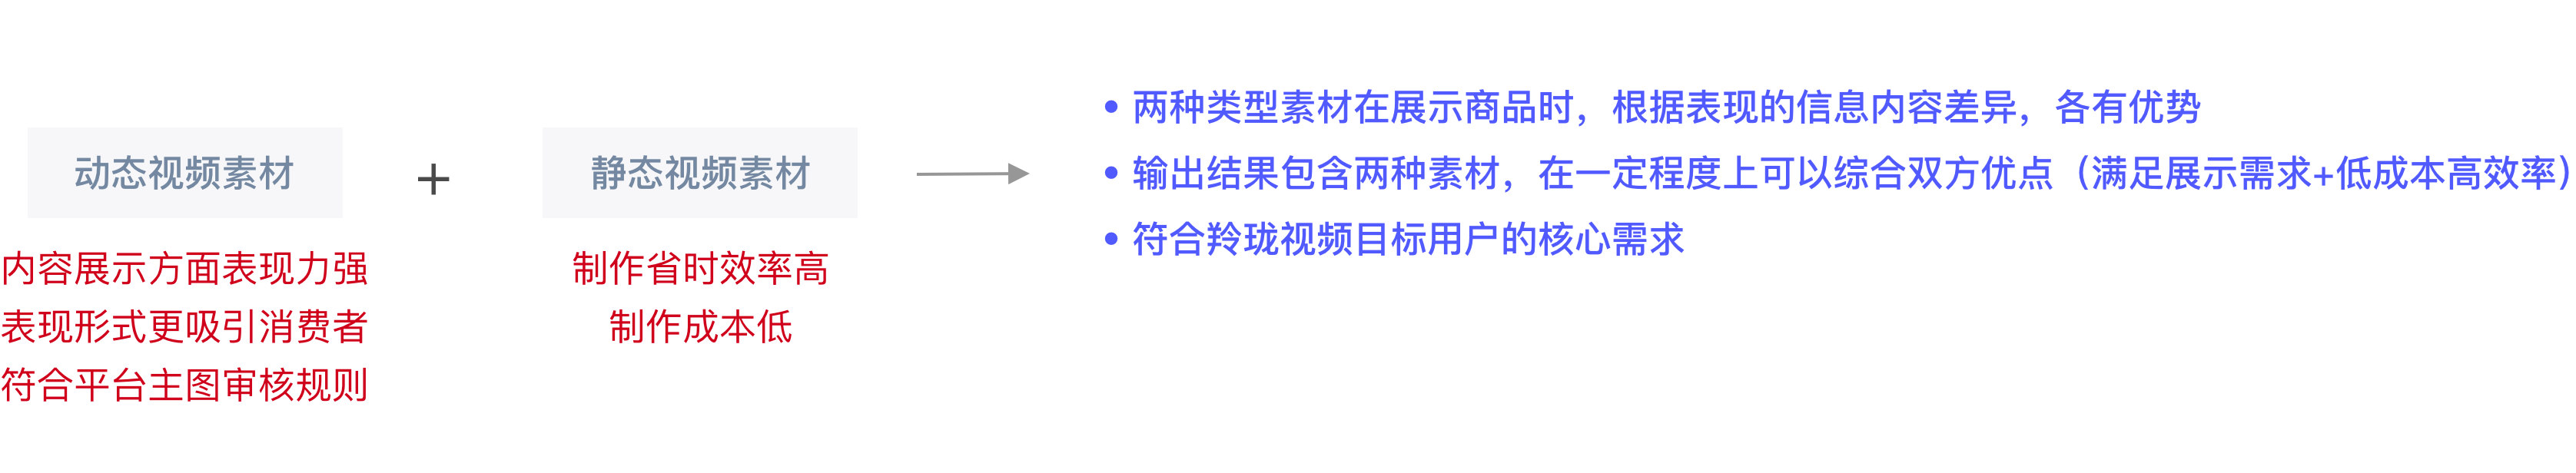 动态视频素材
内容展示方面表现力强
表现形式更吸引消费者
符合平台主图审核规则
+
静态视频素材
制作省时效率高
制作成本低
• 两种类型素材在展示商品时，根据表现的信息内容差异，各有优势
• 输出结果包含两种素材，在一定程度上可以综合双方优点（满足展示需求+低成本高效率）
• 符合羚珑视频目标用户的核心需求